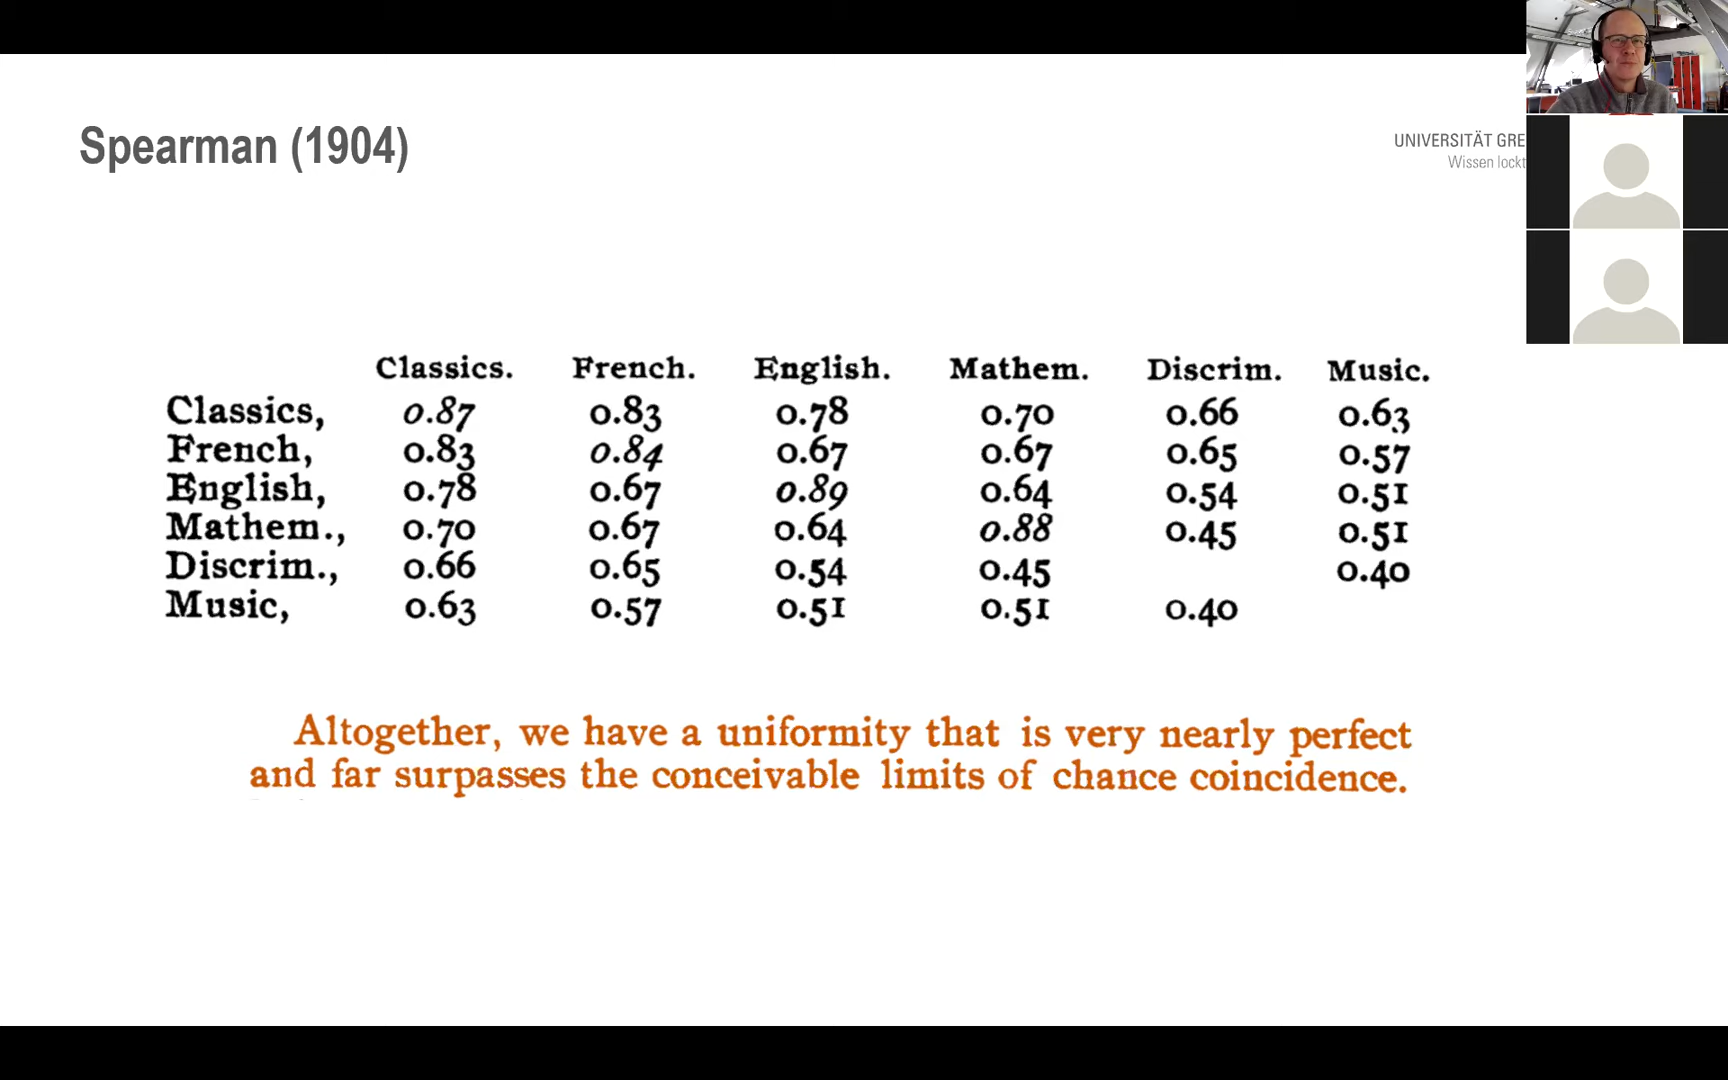 Spearman (1904)
UNIVERSITÄT GRE
Wissen lockt
Classics. French. English. Mathem. Discrim. Music.
Classics, 0.87 0.83 0.78 0.70 0.66 0.63
French, 0.83 0.84 0.67 0.67 0.65 0.57
English, 0.78 0.67 0.89 0.64 0.54 0.51
Mathem., 0.70 0.67 0.64 0.88 0.45 0.51
Discrim., 0.66 0.65 0.54 0.45 0.40
Music, 0.63 0.57 0.51 0.51 0.40
Altogether, we have a uniformity that is very nearly perfect
and far surpasses the conceivable limits of chance coincidence.